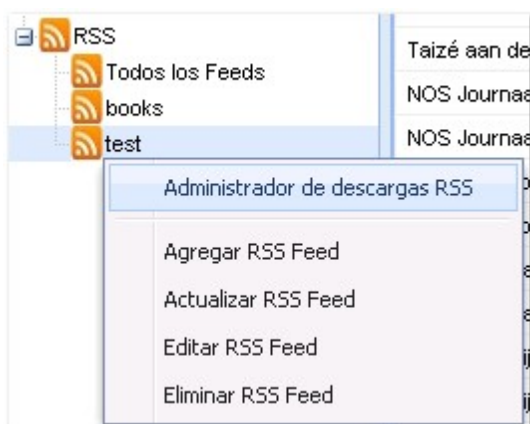 RSS
Todos los Feeds
books
test
Taizé aan de
NOS Journaa
NOS Journaa
Administrador de descargas RSS
Agregar RSS Feed
Actualizar RSS Feed
Editar RSS Feed
Eliminar RSS Feed